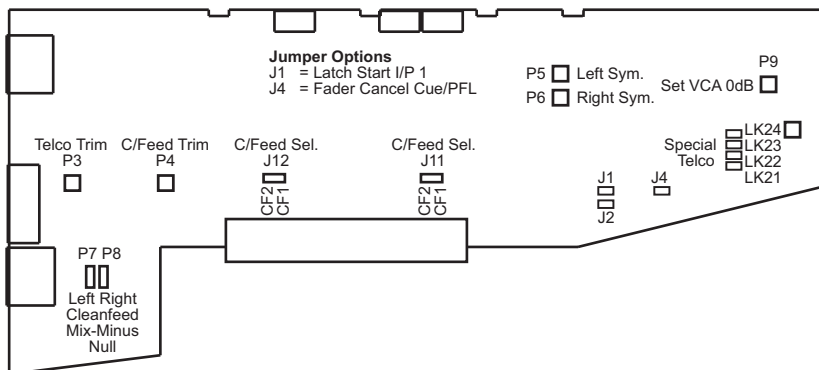 Jumper Options
J1 = Latch Start I/P 1
J4 = Fader Cancel Cue/PFL
P5 Left Sym.
P6 Right Sym.
P9
Set VCA 0dB
Telco Trim
P3
C/Feed Trim
P4
C/Feed Sel.
J12
CF2
CF1
C/Feed Sel.
J11
CF2
CF1
Special
Telco
LK24
LK23
LK22
LK21
J1
J2
J4
P7 P8
Left Right
Cleanfeed
Mix-Minus
Null